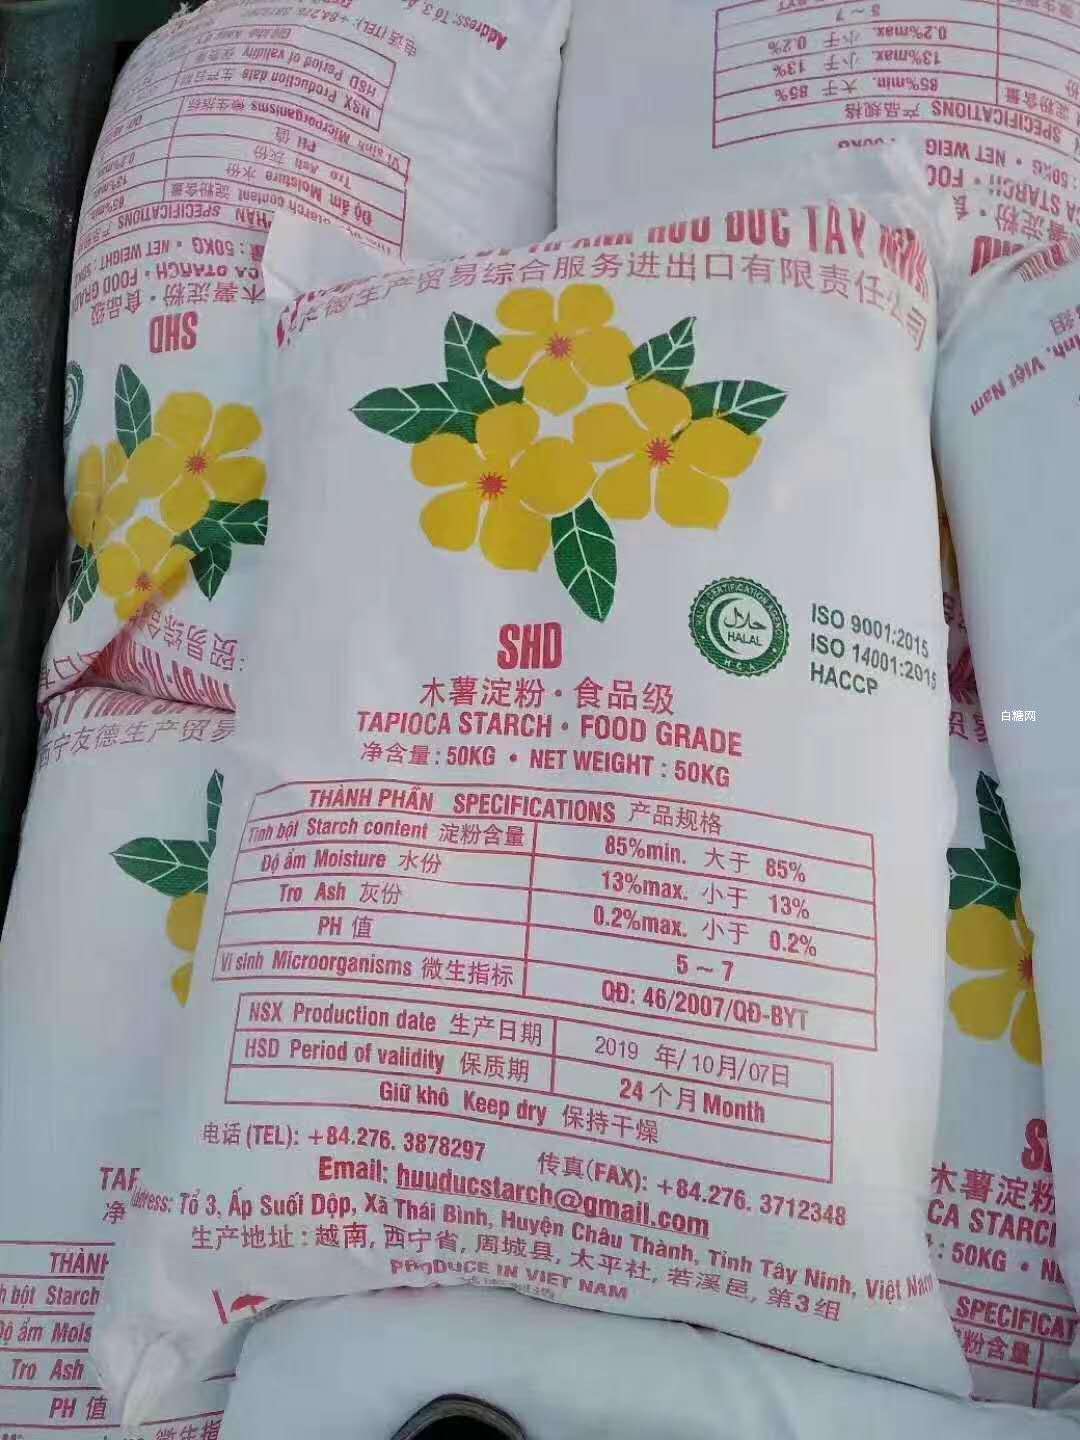 HỮU ĐỨC TÂY NINH
德生产贸易综合服务进出口有限责任公司
HALAL
ISO 9001:2015
ISO 14001:2015
HACCP
SHD
木薯淀粉·食品级
TAPIOCA STARCH · FOOD GRADE
净含量:50KG • NET WEIGHT : 50KG
THÀNH PHẦN SPECIFICATIONS 产品规格
Tinh bột Starch content 淀粉含量 85%min. 大于 85%
Độ ẩm Moisture 水份 13%max. 小于 13%
Tro Ash 灰份 0.2%max. 小于 0.2%
PH 值 5 ~ 7
Vi sinh Microorganisms 微生指标 QĐ: 46/2007/QĐ-BYT
NSX Production date 生产日期 2019 年/10月/07日
HSD Period of validity 保质期 24个月Month
Giữ khô Keep dry 保持干燥
电话(TEL): +84.276. 3878297 传真(FAX): +84.276. 3712348
Email: huuducstarch@gmail.com
Address: Tổ 3, Ấp Suối Dộp, Xã Thái Bình, Huyện Châu Thành, Tỉnh Tây Ninh, Việt Nam
生产地址:越南,西宁省,周城县,太平社,若溪邑,第3组
PRODUCE IN VIET NAM
白糖网